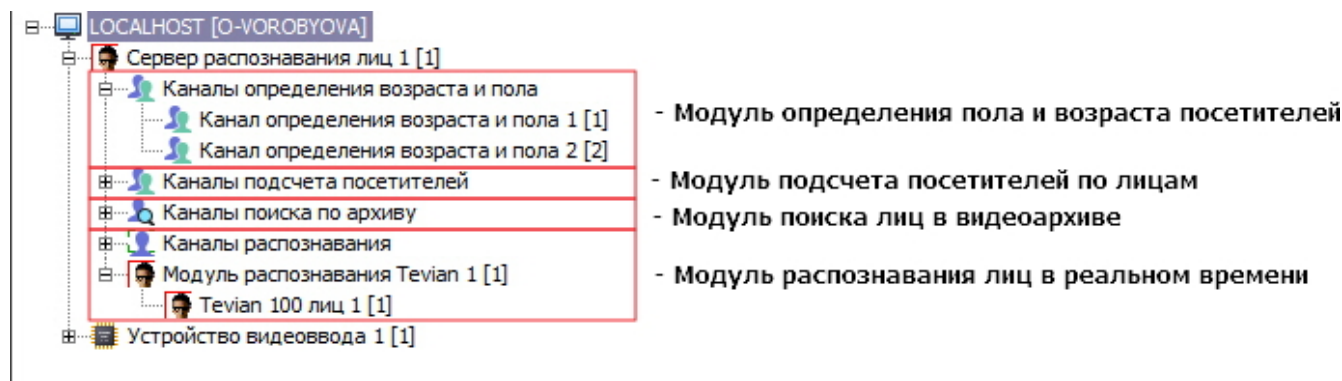 LOCALHOST [O-VOROBYOVA]
Сервер распознавания лиц 1 [1]
Каналы определения возраста и пола
Канал определения возраста и пола 1 [1] - Модуль определения пола и возраста посетителей
Канал определения возраста и пола 2 [2]
Каналы подсчета посетителей - Модуль подсчета посетителей по лицам
Каналы поиска по архиву - Модуль поиска лиц в видеоархиве
Каналы распознавания
Модуль распознавания Tevian 1 [1] - Модуль распознавания лиц в реальном времени
Tevian 100 лиц 1 [1]
Устройство видеоввода 1 [1]